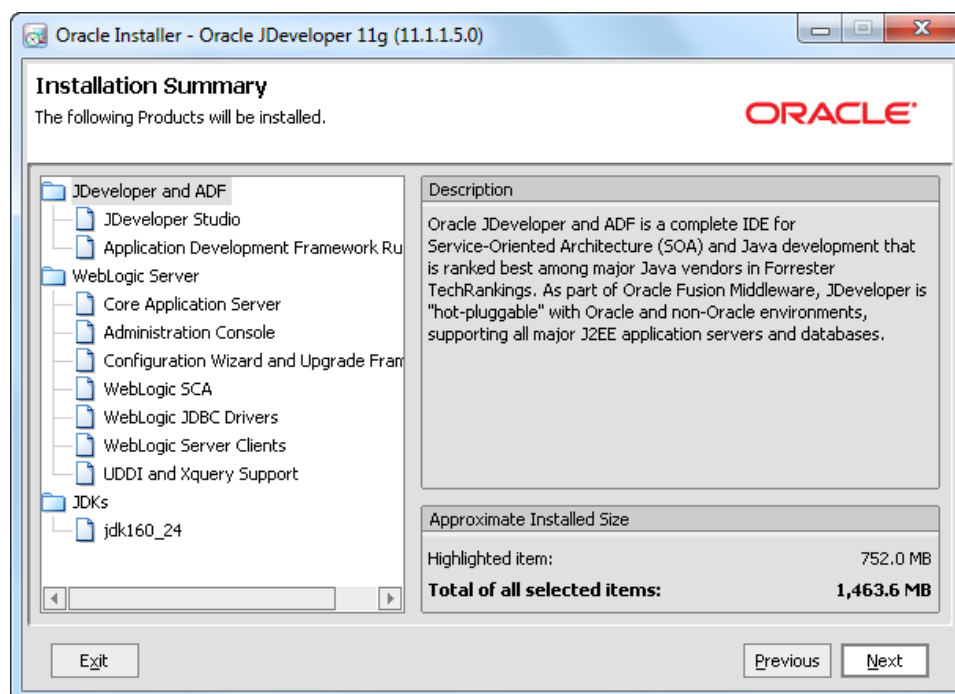 Oracle Installer - Oracle JDeveloper 11g (11.1.1.5.0)
Installation Summary
The following Products will be installed.
ORACLE
JDeveloper and ADF
JDeveloper Studio
Application Development Framework Ru
WebLogic Server
Core Application Server
Administration Console
Configuration Wizard and Upgrade Fram
WebLogic SCA
WebLogic JDBC Drivers
WebLogic Server Clients
UDDI and Xquery Support
JDKs
jdk160_24
Description
Oracle JDeveloper and ADF is a complete IDE for
Service-Oriented Architecture (SOA) and Java development that
is ranked best among major Java vendors in Forrester
TechRankings. As part of Oracle Fusion Middleware, JDeveloper is
"hot-pluggable" with Oracle and non-Oracle environments,
supporting all major J2EE application servers and databases.
Approximate Installed Size
Highlighted item: 752.0 MB
Total of all selected items: 1,463.6 MB
Exit
Previous
Next